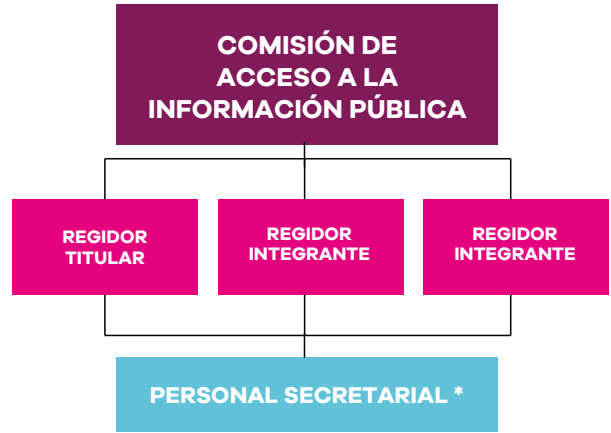 COMISIÓN DE
ACCESO A LA
INFORMACIÓN PÚBLICA
REGIDOR
TITULAR
REGIDOR
INTEGRANTE
REGIDOR
INTEGRANTE
PERSONAL SECRETARIAL *